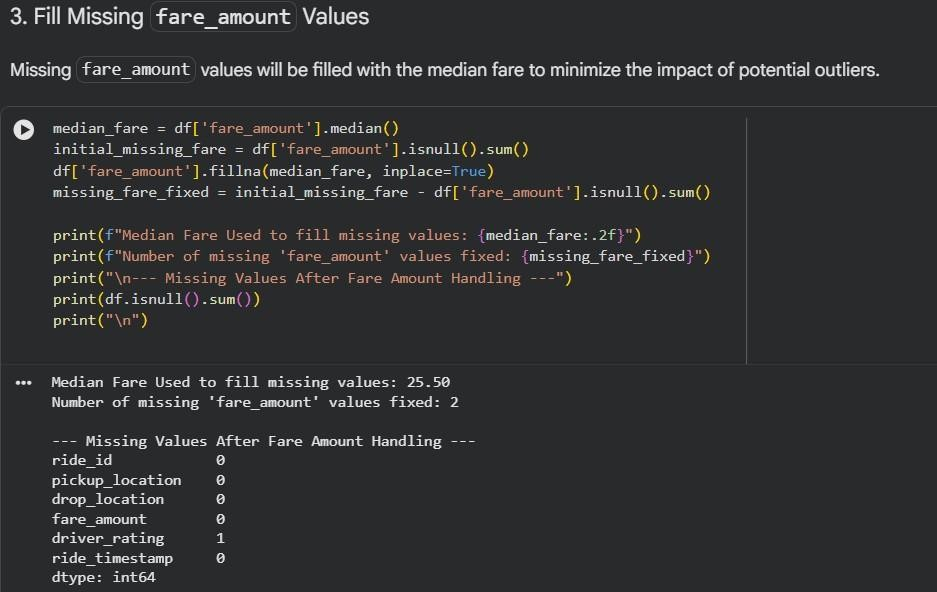 3. Fill Missing fare_amount Values
Missing fare_amount values will be filled with the median fare to minimize the impact of potential outliers.
median_fare = df['fare_amount'].median()
initial_missing_fare = df['fare_amount'].isnull().sum()
df['fare_amount'].fillna(median_fare, inplace=True)
missing_fare_fixed = initial_missing_fare - df['fare_amount'].isnull().sum()
print(f"Median Fare Used to fill missing values: {median_fare:.2f}")
print(f"Number of missing 'fare_amount' values fixed: {missing_fare_fixed}")
print("\n--- Missing Values After Fare Amount Handling ---")
print(df.isnull().sum())
print("\n")
Median Fare Used to fill missing values: 25.50
Number of missing 'fare_amount' values fixed: 2
--- Missing Values After Fare Amount Handling ---
ride_id 0
pickup_location 0
drop_location 0
fare_amount 0
driver_rating 1
ride_timestamp 0
dtype: int64